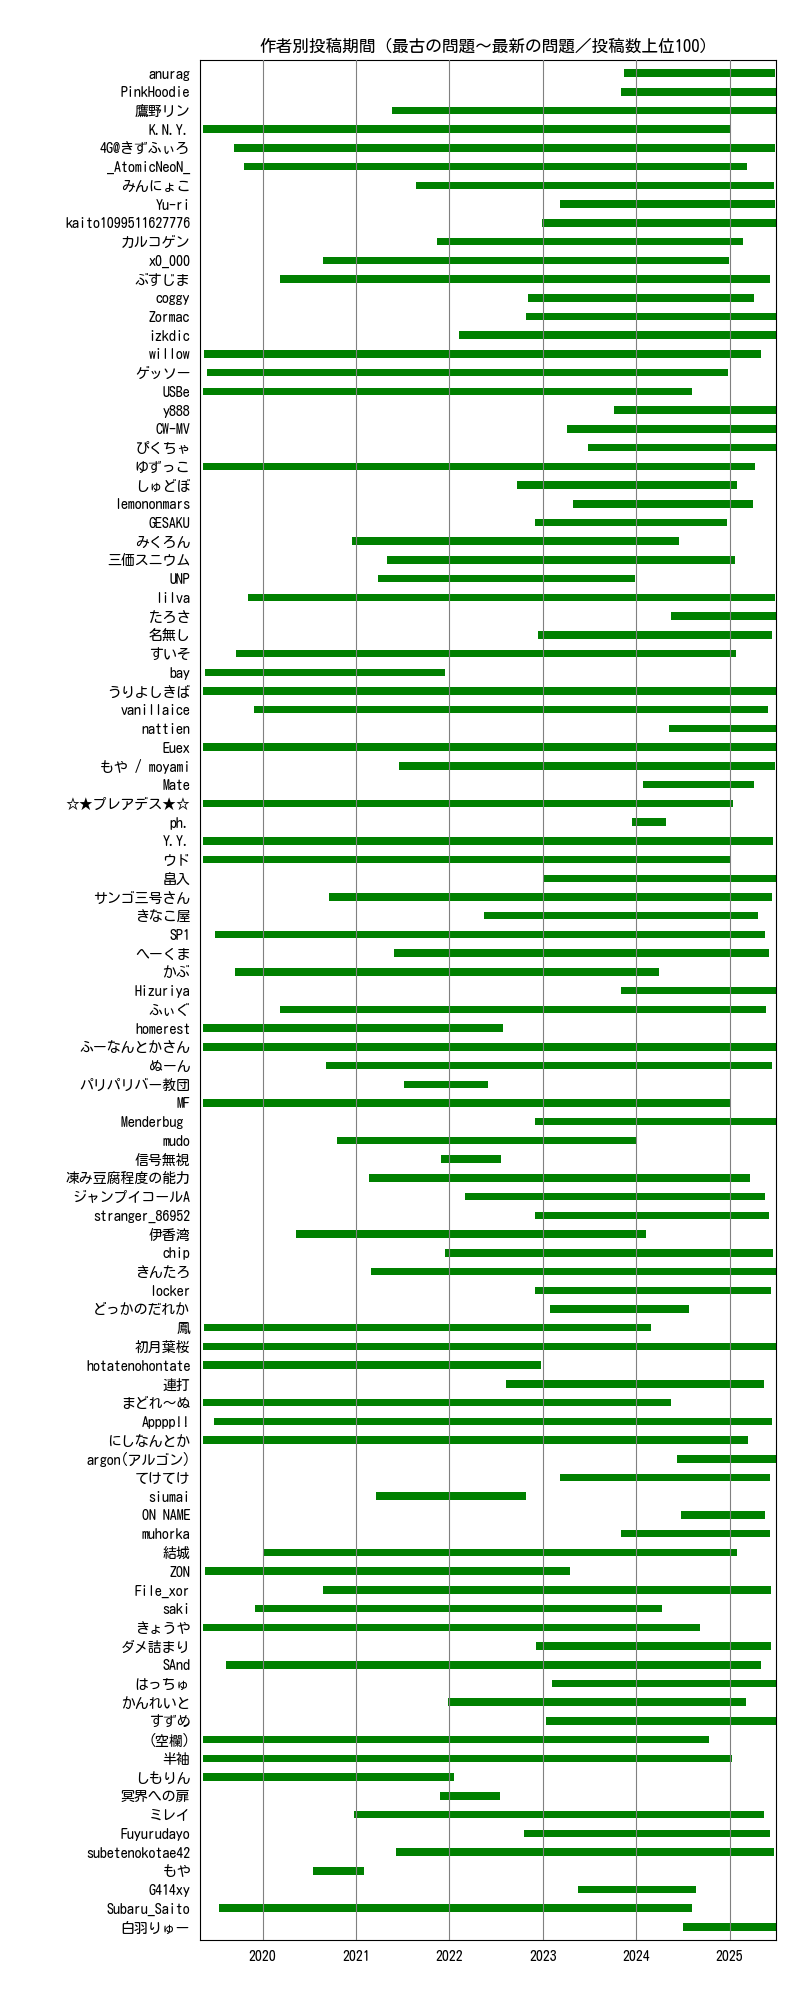 作者別投稿期間 (最古の問題～最新の問題／投稿数上位100)
anurag
PinkHoodie
鷹野リン
K.N.Y.
4G@きずふぃろ
_AtomicNeoN_
みんにょこ
Yu-ri
kaito1099511627776
カルコゲン
x0_000
ぶすじま
coggy
Zormac
izkdic
willow
ゲッソー
USBe
y888
CW-MV
ぴくちゃ
ゆずっこ
しゅどぼ
lemononmars
GESAKU
みくろん
三価スニウム
UNP
lilva
たろさ
名無し
すいそ
bay
うりよしきば
vanillaice
nattien
Euex
もや / moyami
Mate
☆★プレアデス★☆
ph.
Y.Y.
ウド
畠入
サンゴ三号さん
きなこ屋
SP1
へーくま
かぶ
Hizuriya
ふぃぐ
homerest
ふーなんとかさん
ぬーん
パリパリバー教団
MF
Menderbug
mudo
信号無視
凍み豆腐程度の能力
ジャンプイコールA
stranger_86952
伊香湾
chip
きんたろ
locker
どっかのだれか
鳳
初月葉桜
hotatenohontate
連打
まどれ～ぬ
Appppll
にしなんとか
argon(アルゴン)
てけてけ
siumai
ON NAME
muhorka
結城
ZON
File_xor
saki
きょうや
ダメ詰まり
SAnd
はっちゅ
かんれいと
すずめ
(空欄)
半袖
しもりん
冥界への扉
ミレイ
Fuyurudayo
subetenokotae42
もや
G414xy
Subaru_Saito
白羽りゅー
2020 2021 2022 2023 2024 2025